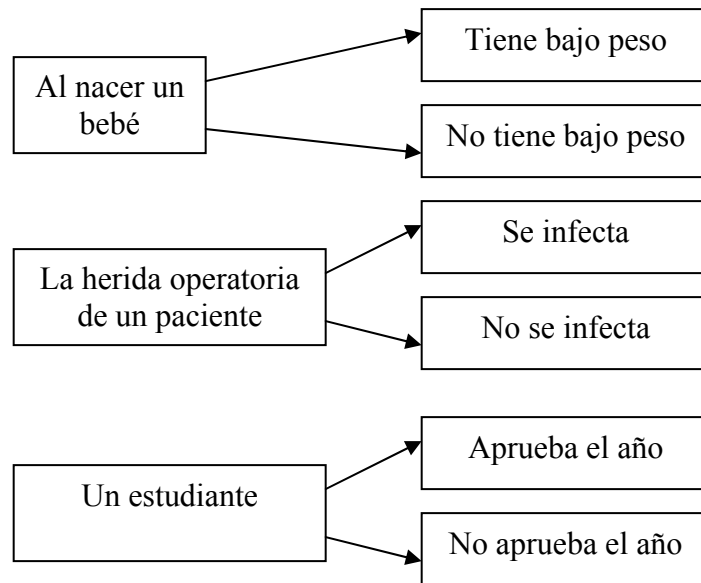 Al nacer un
bebé
Tiene bajo peso
No tiene bajo peso
La herida operatoria
de un paciente
Se infecta
No se infecta
Un estudiante
Aprueba el año
No aprueba el año